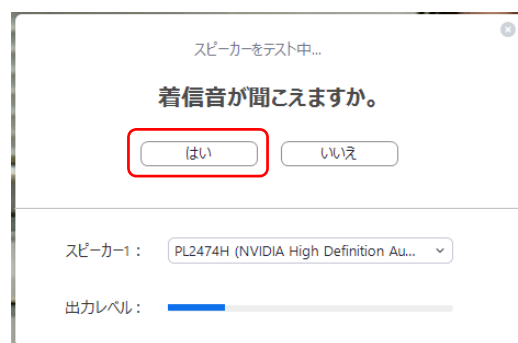 スピーカーをテスト中...
着信音が聞こえますか。
はい
いいえ
スピーカー1：
PL2474H (NVIDIA High Definition Au...
出力レベル：